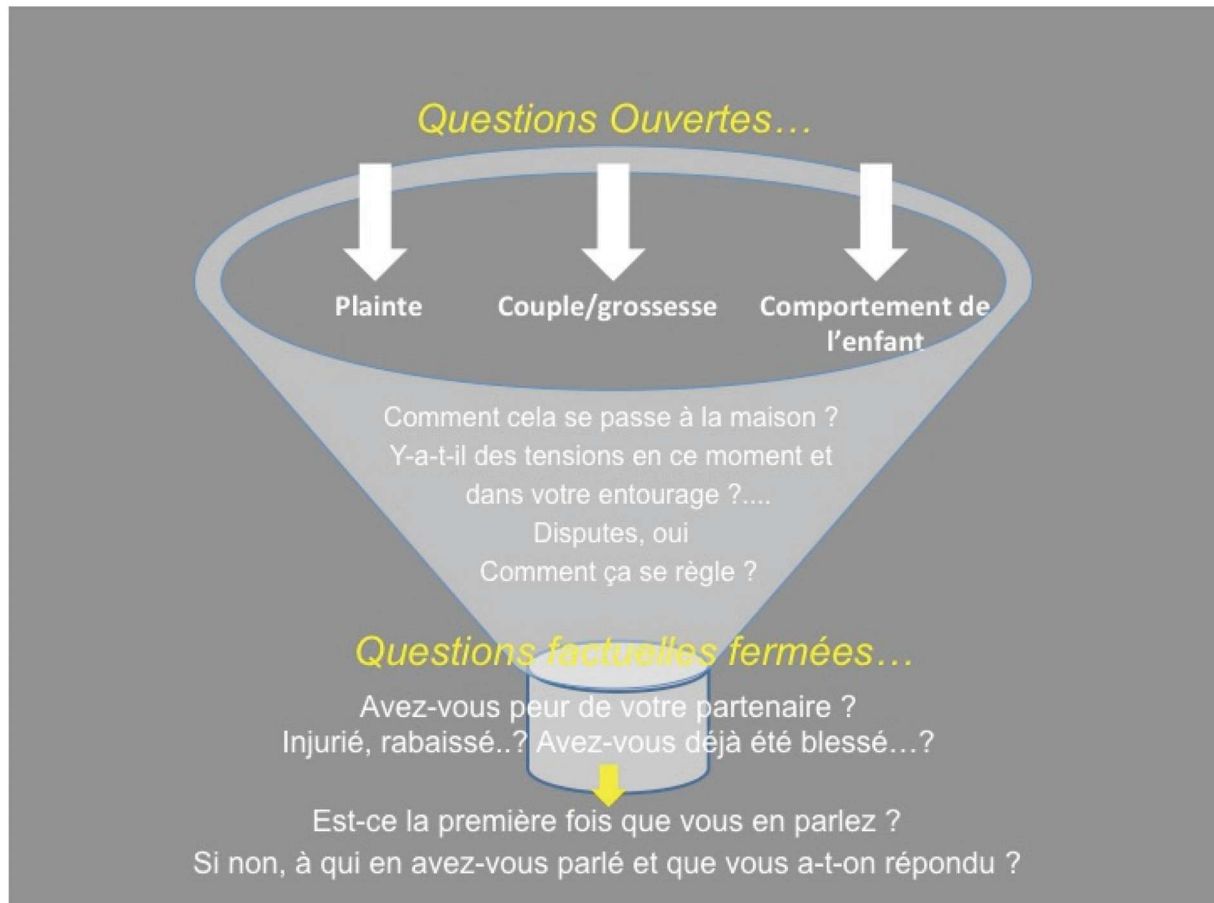 Questions Ouvertes…
Plainte
Couple/grossesse
Comportement de
l’enfant
Comment cela se passe à la maison ?
Y-a-t-il des tensions en ce moment et
dans votre entourage ?....
Disputes, oui
Comment ça se règle ?
Questions factuelles fermées…
Avez-vous peur de votre partenaire ?
Injurié, rabaissé..? Avez-vous déjà été blessé…?
Est-ce la première fois que vous en parlez ?
Si non, à qui en avez-vous parlé et que vous a-t-on répondu ?